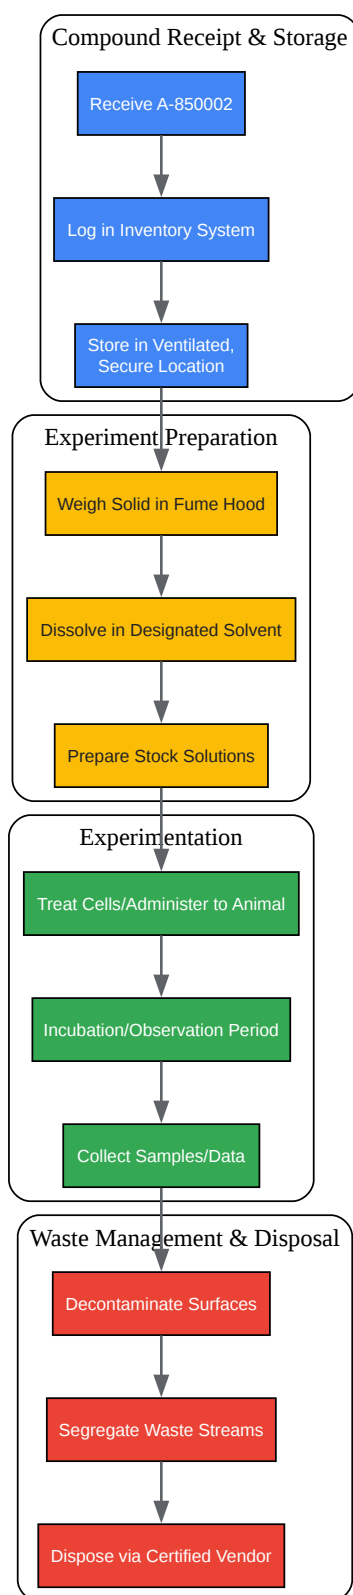 Compound Receipt & Storage
Receive A-850002
Log in Inventory System
Store in Ventilated,
Secure Location
Experiment Preparation
Weigh Solid in Fume Hood
Dissolve in Designated Solvent
Prepare Stock Solutions
Experimentation
Treat Cells/Administer to Animal
Incubation/Observation Period
Collect Samples/Data
Waste Management & Disposal
Decontaminate Surfaces
Segregate Waste Streams
Dispose via Certified Vendor